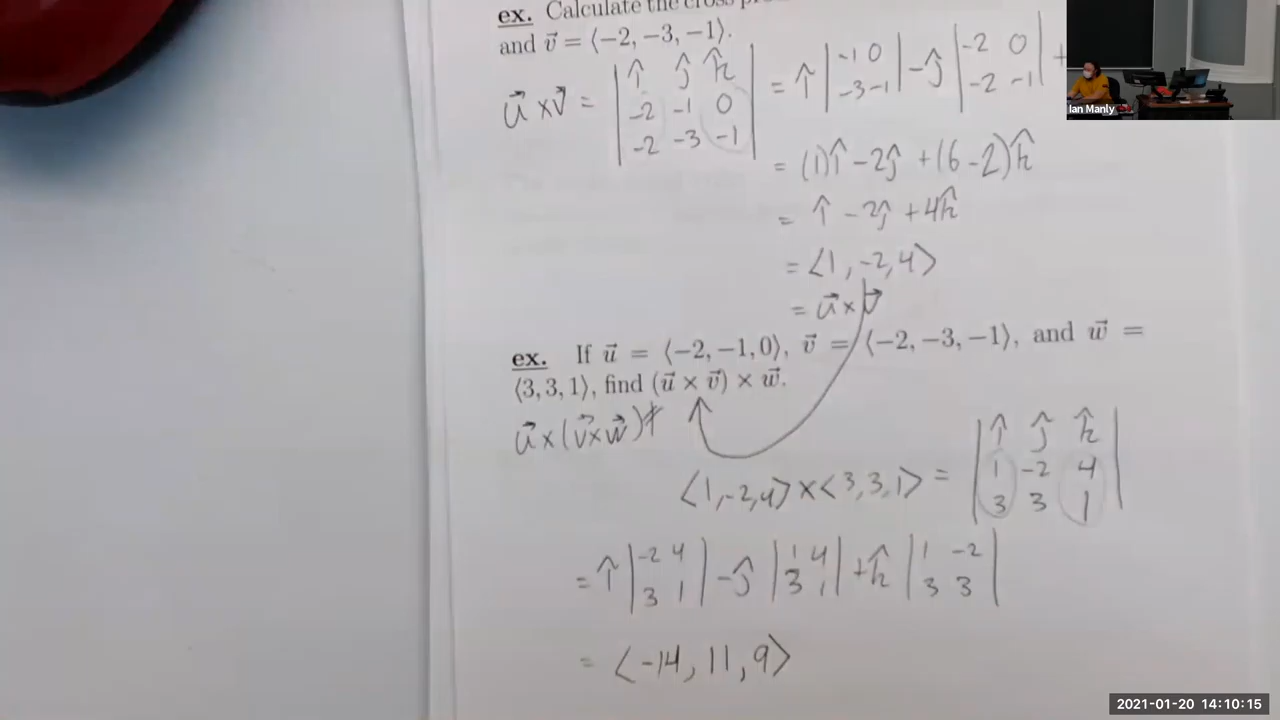 ex. Calculate the cross
and v⃗ = ⟨−2, −3, −1⟩.
u⃗ × v⃗ = | î ĵ k̂ | = î | -1 0 | - ĵ | -2 0 | +
| -2 -1 0 | | -3 -1 | | -2 -1 |
| -2 -3 -1 |
= (1)î - 2ĵ + (6-2)k̂
= î - 2ĵ + 4k̂
= ⟨1, -2, 4⟩
= u⃗ × v⃗
ex. If u⃗ = ⟨−2, −1, 0⟩, v⃗ = ⟨−2, −3, −1⟩, and w⃗ =
⟨3, 3, 1⟩, find (u⃗ × v⃗) × w⃗.
u⃗ × (v⃗ × w⃗) ≠
⟨1, -2, 4⟩ × ⟨3, 3, 1⟩ = | î ĵ k̂ |
| 1 -2 4 |
| 3 3 1 |
= î | -2 4 | - ĵ | 1 4 | + k̂ | 1 -2 |
| 3 1 | | 3 1 | | 3 3 |
= ⟨-14, 11, 9⟩
Ian Manly
2021-01-20 14:10:15